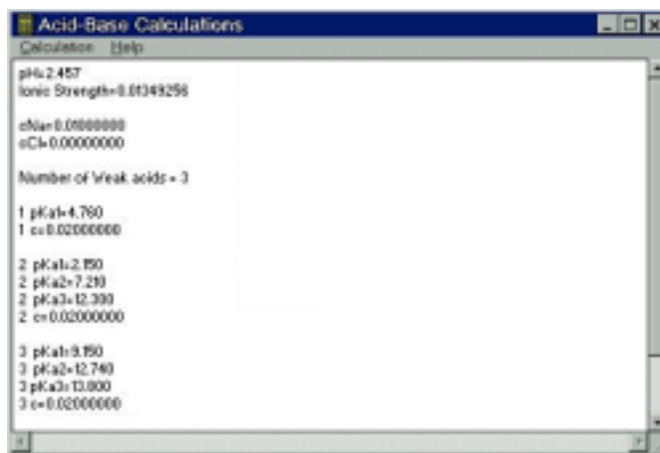 Acid-Base Calculations
Calculation Help
pH=2.457
Ionic Strength=0.01349256
cNa=0.01000000
cCl=0.00000000
Number of Weak acids = 3
1 pKa1=4.760
1 c=0.02000000
2 pKa1=2.150
2 pKa2=7.210
2 pKa3=12.300
2 c=0.02000000
3 pKa1=9.150
3 pKa2=12.740
3 pKa3=13.800
3 c=0.02000000